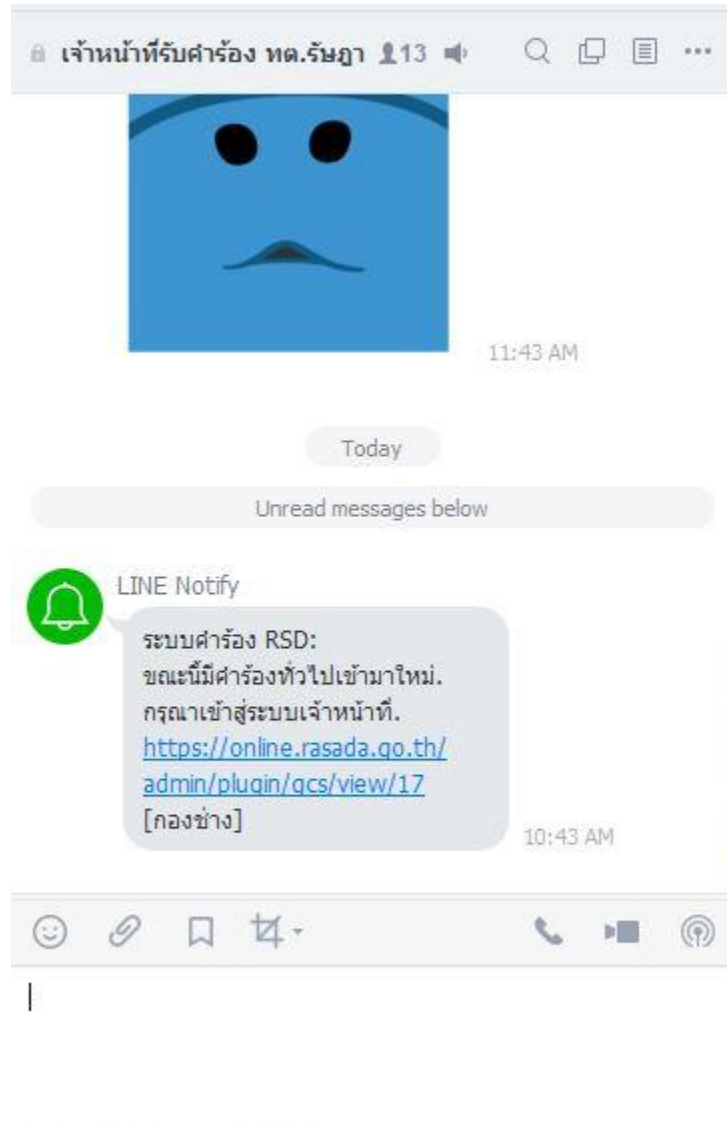 เจ้าหน้าที่รับคำร้อง ทต.รัษฎา 13
11:43 AM
Today
Unread messages below
LINE Notify
ระบบคำร้อง RSD:
ขณะนี้มีคำร้องทั่วไปเข้ามาใหม่.
กรุณาเข้าสู่ระบบเจ้าหน้าที่.
https://online.rasada.go.th/
admin/plugin/gcs/view/17
[กองช่าง]
10:43 AM